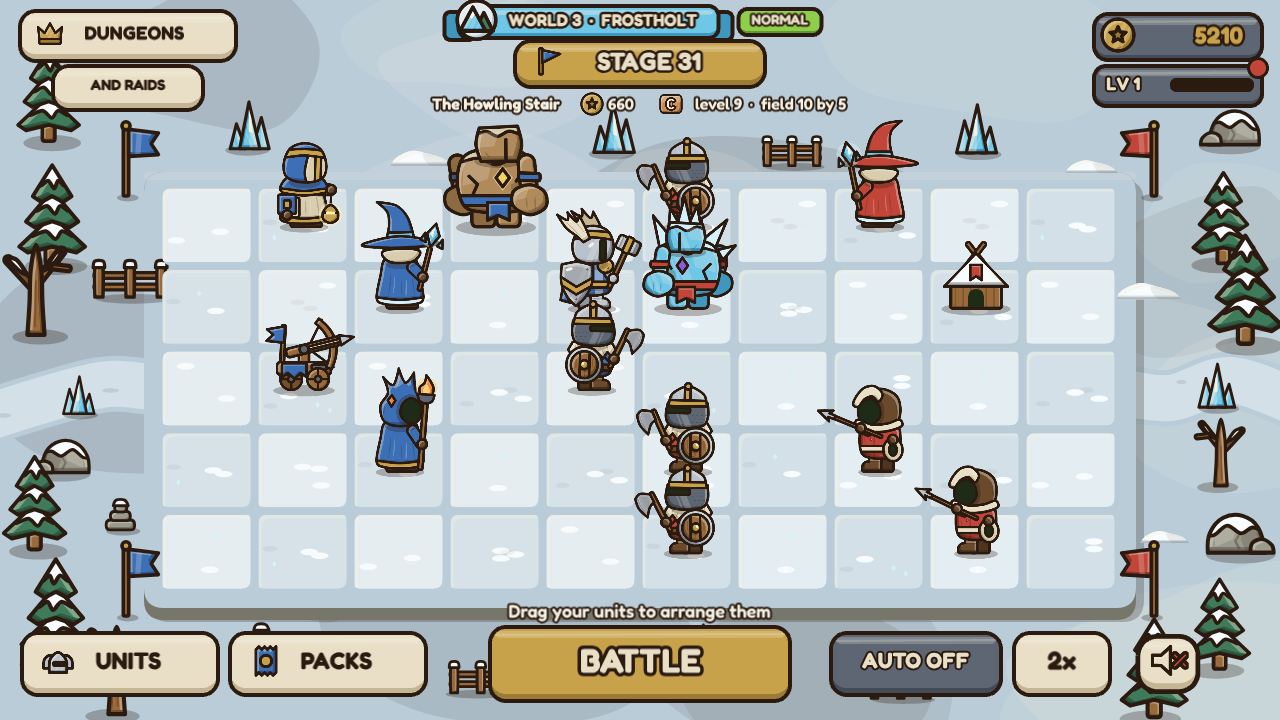 DUNGEONS
AND RAIDS
WORLD 3 · FROSTHOLT
NORMAL
STAGE 31
The Howling Stair
660
C
level 9 · field 10 by 5
5210
LV 1
Drag your units to arrange them
UNITS
PACKS
BATTLE
AUTO OFF
2x